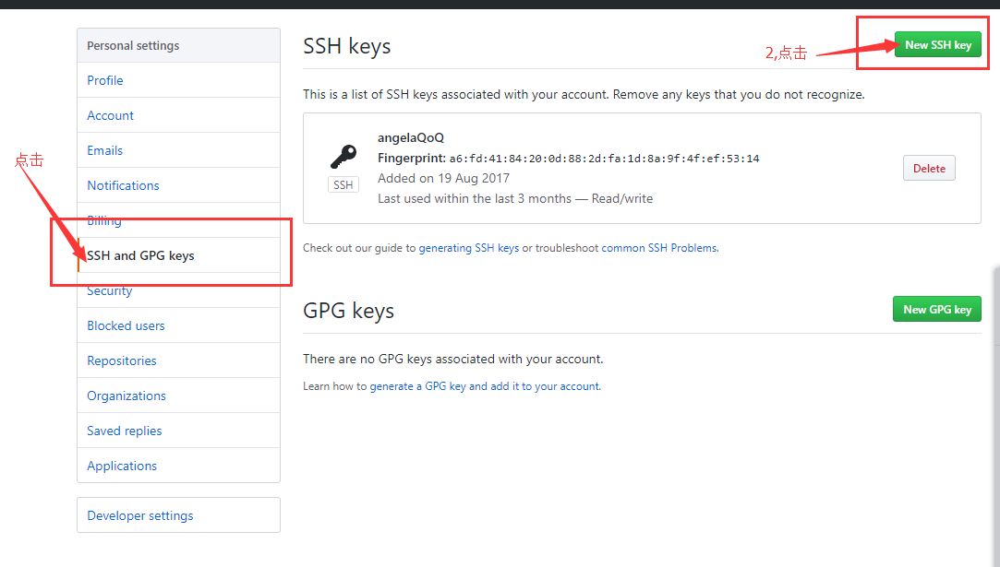 Personal settings
Profile
Account
Emails
点击
Notifications
Billing
SSH and GPG keys
Security
Blocked users
Repositories
Organizations
Saved replies
Applications
Developer settings
SSH keys
2,点击
New SSH key
This is a list of SSH keys associated with your account. Remove any keys that you do not recognize.
angelaQoQ
Fingerprint: a6:fd:41:84:20:0d:88:2d:fa:1d:8a:9f:4f:ef:53:14
SSH
Added on 19 Aug 2017
Last used within the last 3 months — Read/write
Delete
Check out our guide to generating SSH keys or troubleshoot common SSH Problems.
GPG keys
New GPG key
There are no GPG keys associated with your account.
Learn how to generate a GPG key and add it to your account.